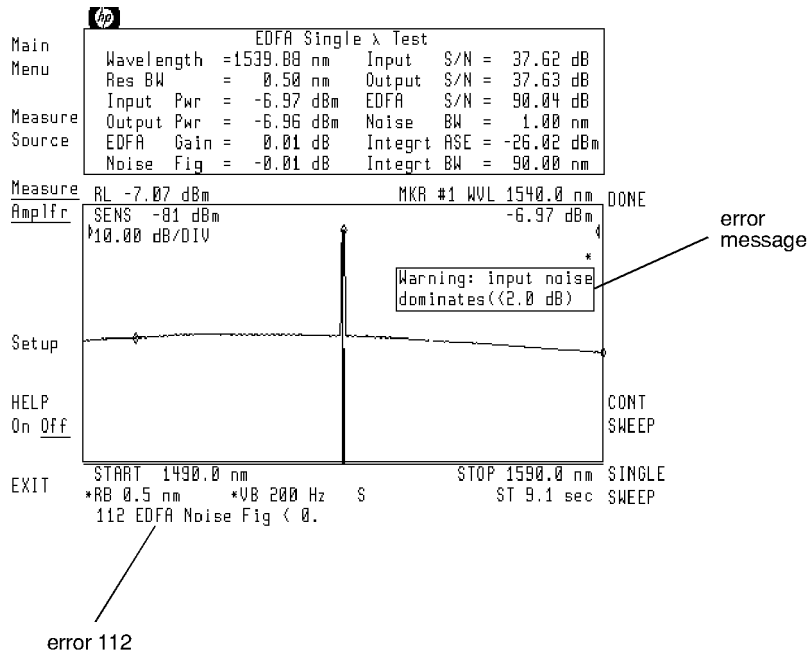 hp
EDFA Single λ Test
Wavelength =1539.88 nm Input S/N = 37.62 dB
Res BW = 0.50 nm Output S/N = 37.63 dB
Input Pwr = -6.97 dBm EDFA S/N = 90.04 dB
Output Pwr = -6.96 dBm Noise BW = 1.00 nm
EDFA Gain = 0.01 dB Integrt ASE = -26.02 dBm
Noise Fig = -0.01 dB Integrt BW = 90.00 nm
Main
Menu
Measure
Source
Measure
Amplfr
Setup
HELP
On Off
EXIT
RL -7.07 dBm MKR #1 WVL 1540.0 nm
SENS -81 dBm -6.97 dBm
10.00 dB/DIV
*
Warning: input noise
dominates((2.0 dB)
START 1490.0 nm STOP 1590.0 nm
*RB 0.5 nm *VB 200 Hz S ST 9.1 sec
112 EDFA Noise Fig ( 0.
DONE
CONT
SWEEP
SINGLE
SWEEP
error
message
error 112